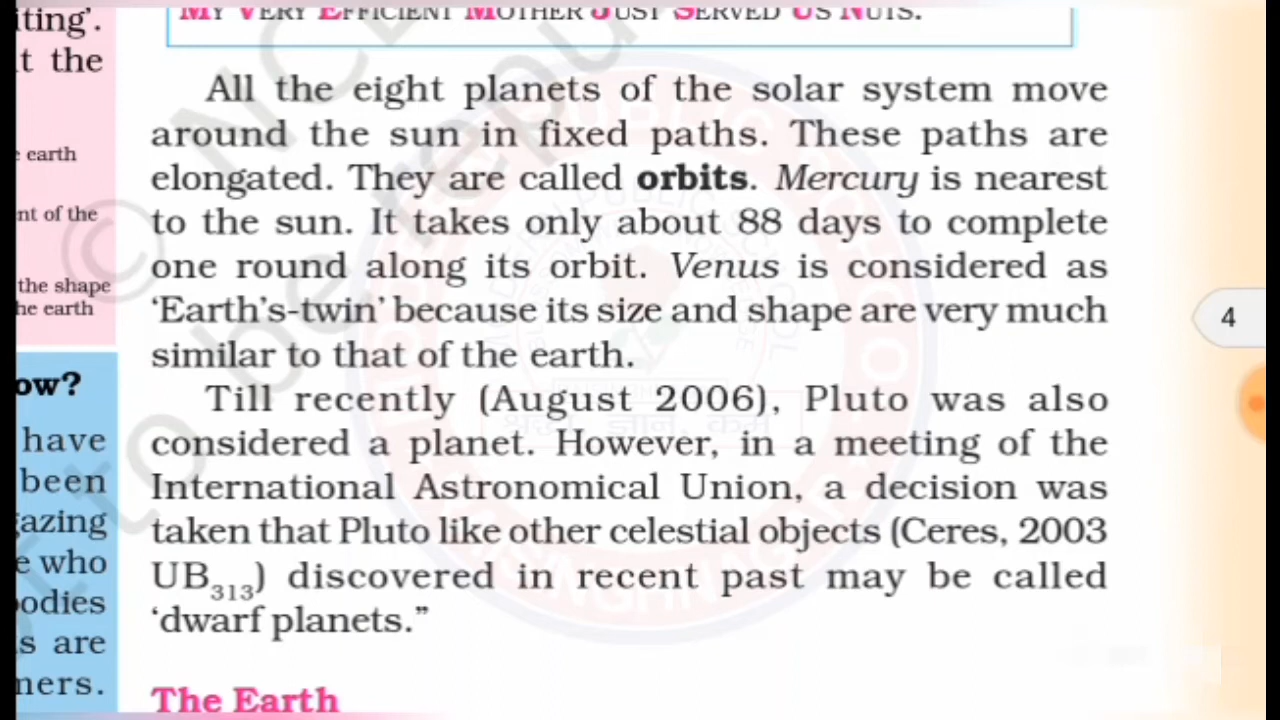 MY VERY EFFICIENT MOTHER JUST SERVED US NUTS.
All the eight planets of the solar system move
around the sun in fixed paths. These paths are
elongated. They are called orbits. Mercury is nearest
to the sun. It takes only about 88 days to complete
one round along its orbit. Venus is considered as
‘Earth’s-twin’ because its size and shape are very much
similar to that of the earth.
Till recently (August 2006), Pluto was also
considered a planet. However, in a meeting of the
International Astronomical Union, a decision was
taken that Pluto like other celestial objects (Ceres, 2003
UB₃₁₃) discovered in recent past may be called
‘dwarf planets.”
The Earth
iting’.
t the
earth
nt of the
the shape
he earth
ow?
have
been
gazing
e who
odies
s are
ners.
4